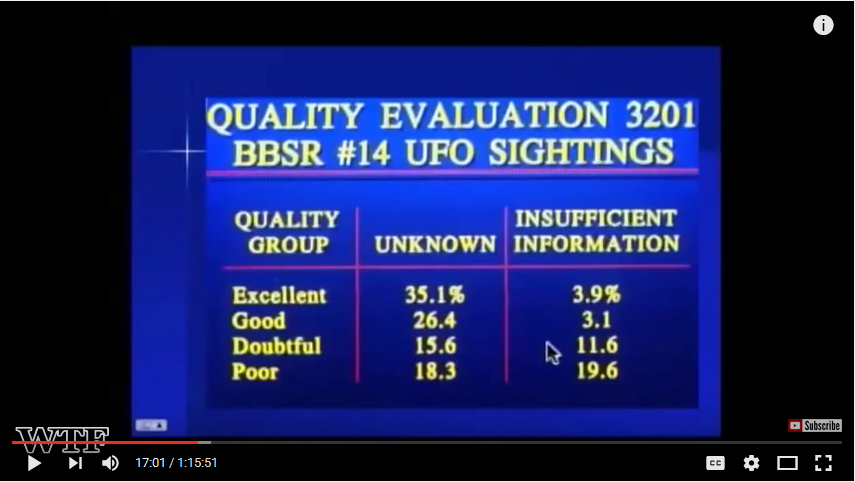 QUALITY EVALUATION 3201
BBSR #14 UFO SIGHTINGS
QUALITY GROUP UNKNOWN INSUFFICIENT INFORMATION
Excellent 35.1% 3.9%
Good 26.4 3.1
Doubtful 15.6 11.6
Poor 18.3 19.6
WTF
Subscribe
17:01 / 1:15:51
CC